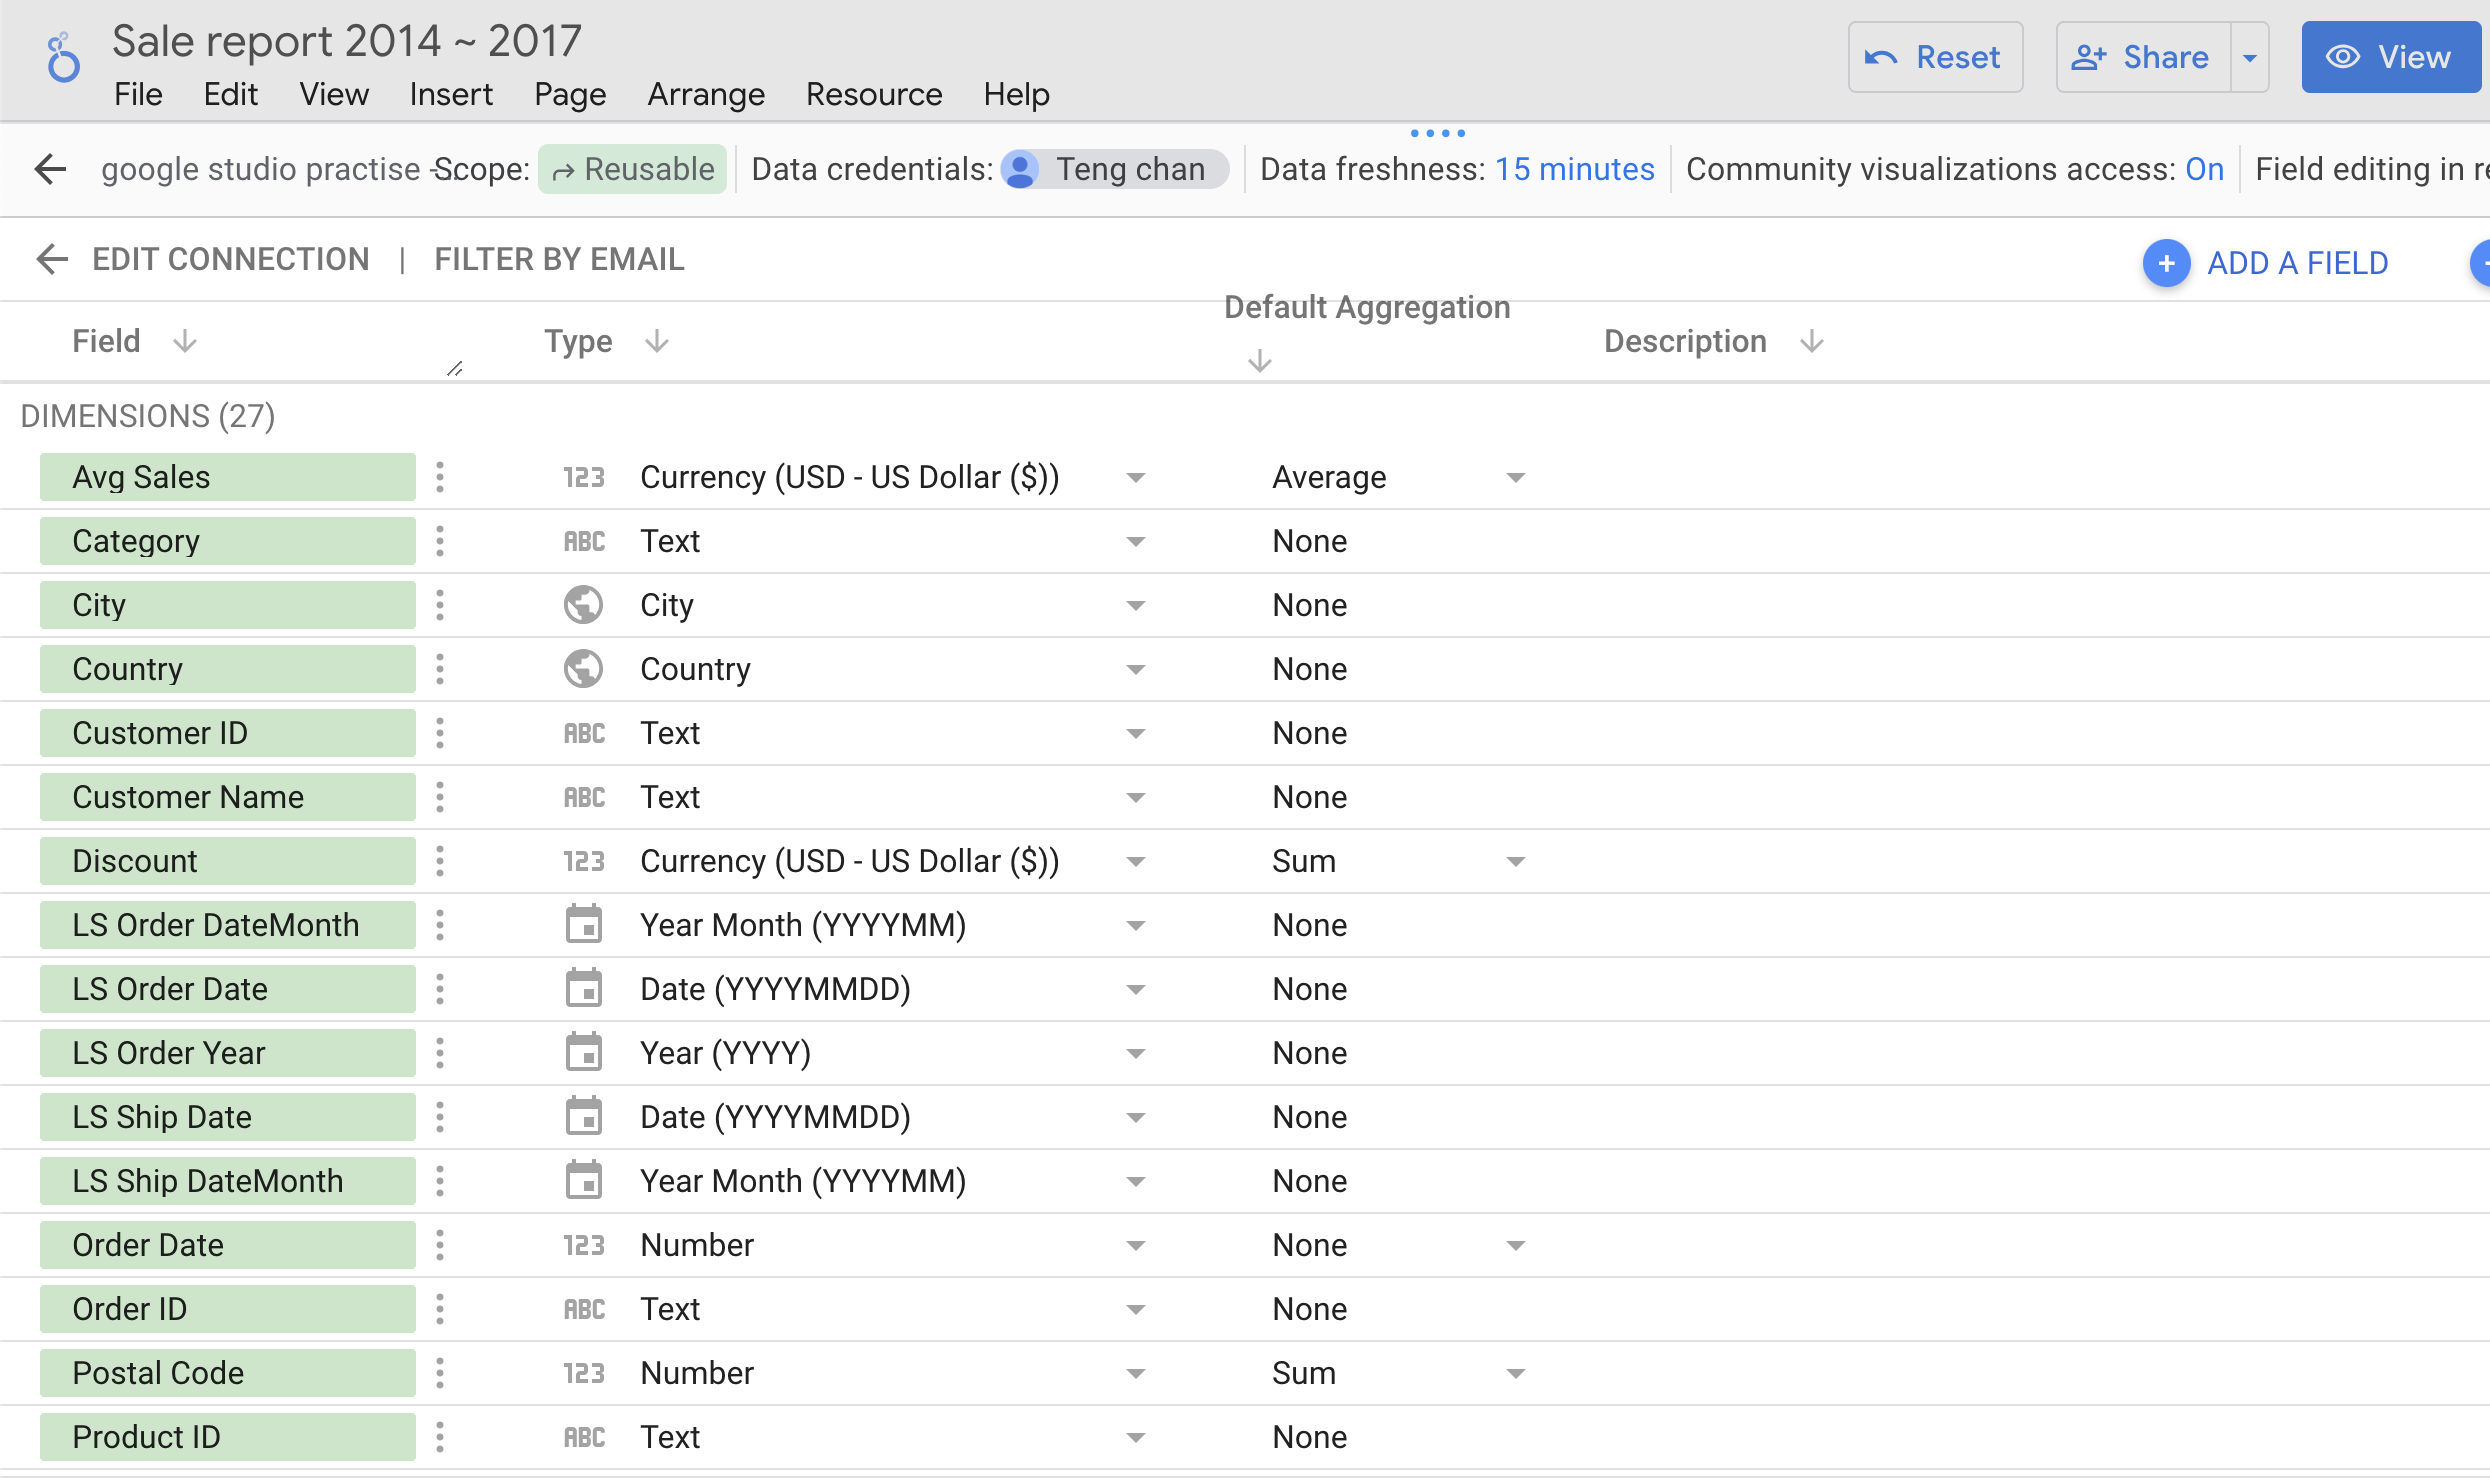 Sale report 2014 ~ 2017
File Edit View Insert Page Arrange Resource Help
Reset Share View
google studio practise - Scope: Reusable Data credentials: Teng chan Data freshness: 15 minutes Community visualizations access: On Field editing in
EDIT CONNECTION | FILTER BY EMAIL
ADD A FIELD
Field Type Default Aggregation Description
DIMENSIONS (27)
Avg Sales 123 Currency (USD - US Dollar ($)) Average
Category ABC Text None
City City None
Country Country None
Customer ID ABC Text None
Customer Name ABC Text None
Discount 123 Currency (USD - US Dollar ($)) Sum
LS Order DateMonth Year Month (YYYYMM) None
LS Order Date Date (YYYYMMDD) None
LS Order Year Year (YYYY) None
LS Ship Date Date (YYYYMMDD) None
LS Ship DateMonth Year Month (YYYYMM) None
Order Date 123 Number None
Order ID ABC Text None
Postal Code 123 Number Sum
Product ID ABC Text None